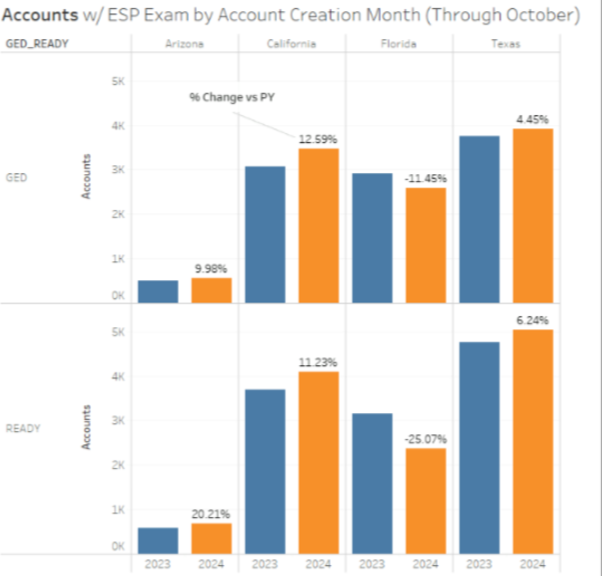 Accounts w/ ESP Exam by Account Creation Month (Through October)
GED_READY Arizona California Florida Texas
5K
% Change vs PY
4K 12.59% 4.45%
3K -11.45%
GED Accounts
2K
1K 9.98%
0K
6.24%
5K
4K 11.23%
3K -25.07%
READY Accounts
2K
1K 20.21%
0K
2023 2024 2023 2024 2023 2024 2023 2024